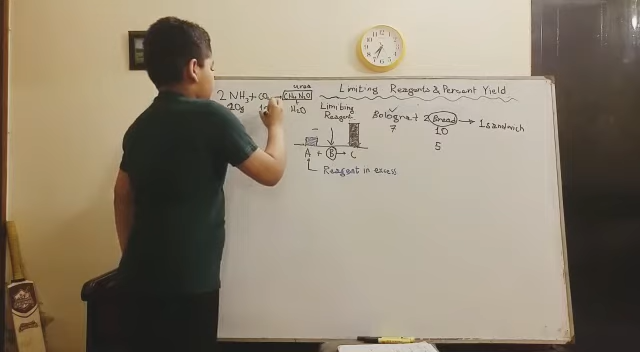 Limiting Reagents & Percent Yield
urea
2 NH3 + CO2 → CH4N2O
+
20g
H2O
Limiting
Reagent
Bologna + 2 Bread → 1 sandwich
7 10
5
A + B → C
Reagent in excess